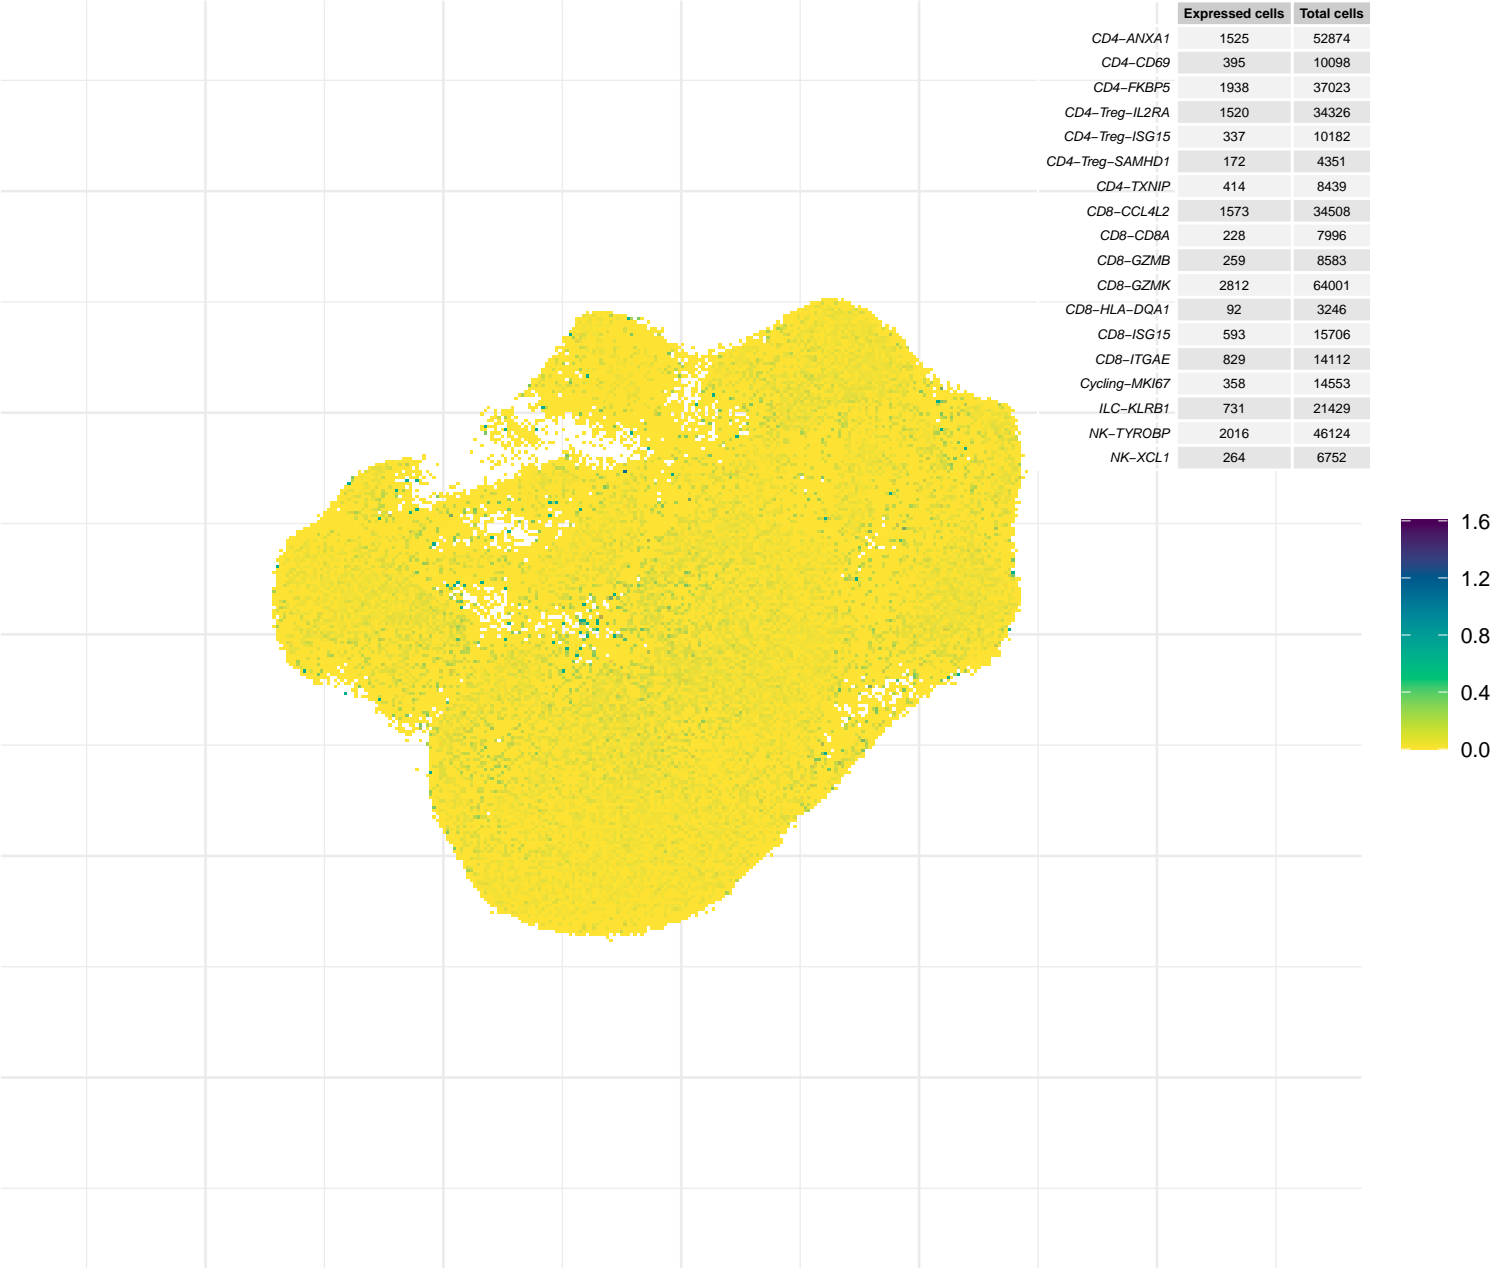 Expressed cells Total cells
CD4−ANXA1 1525 52874
CD4−CD69 395 10098
CD4−FKBP5 1938 37023
CD4−Treg−IL2RA 1520 34326
CD4−Treg−ISG15 337 10182
CD4−Treg−SAMHD1 172 4351
CD4−TXNIP 414 8439
CD8−CCL4L2 1573 34508
CD8−CD8A 228 7996
CD8−GZMB 259 8583
CD8−GZMK 2812 64001
CD8−HLA−DQA1 92 3246
CD8−ISG15 593 15706
CD8−ITGAE 829 14112
Cycling−MKI67 358 14553
ILC−KLRB1 731 21429
NK−TYROBP 2016 46124
NK−XCL1 264 6752
1.6
1.2
0.8
0.4
0.0